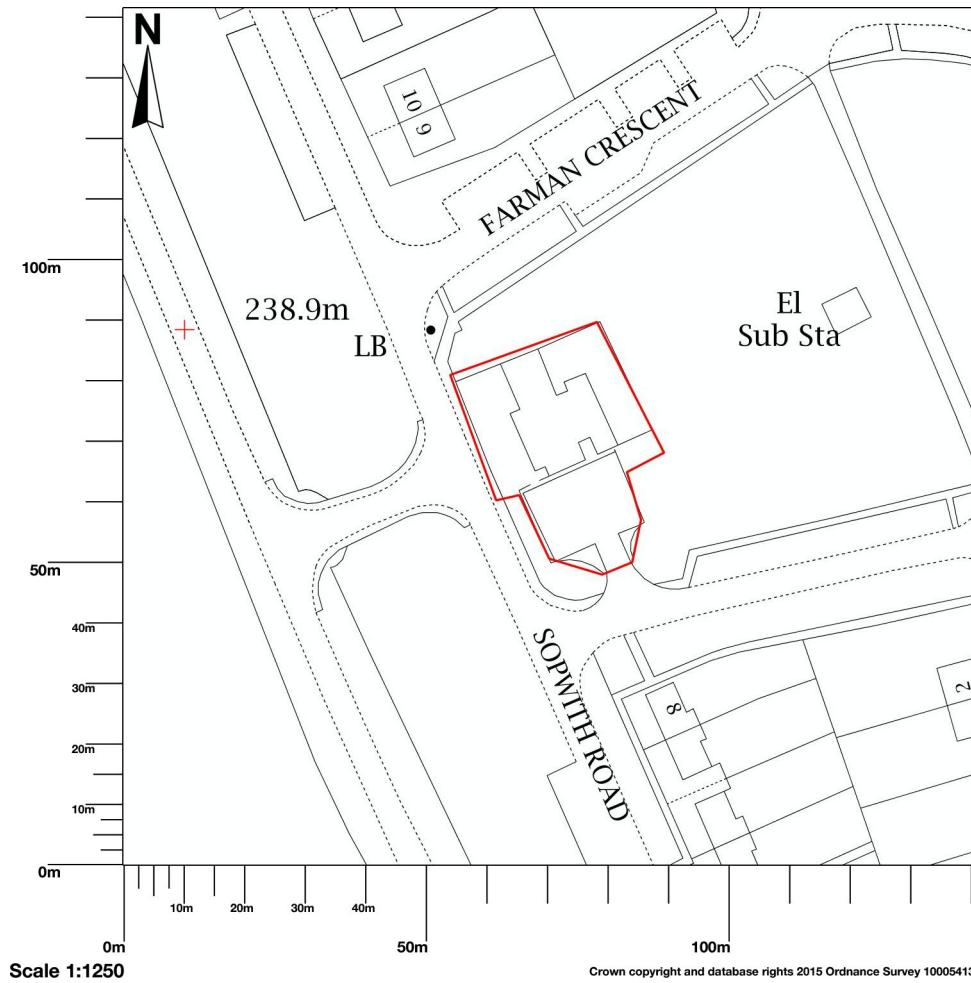 N
10
9
FARMAN CRESCENT
100m
238.9m
LB
El
Sub Sta
50m
40m
30m
20m
10m
0m
SOPWITH ROAD
8
2
10m 20m 30m 40m
0m 50m 100m
Scale 1:1250
Crown copyright and database rights 2015 Ordnance Survey 10005413